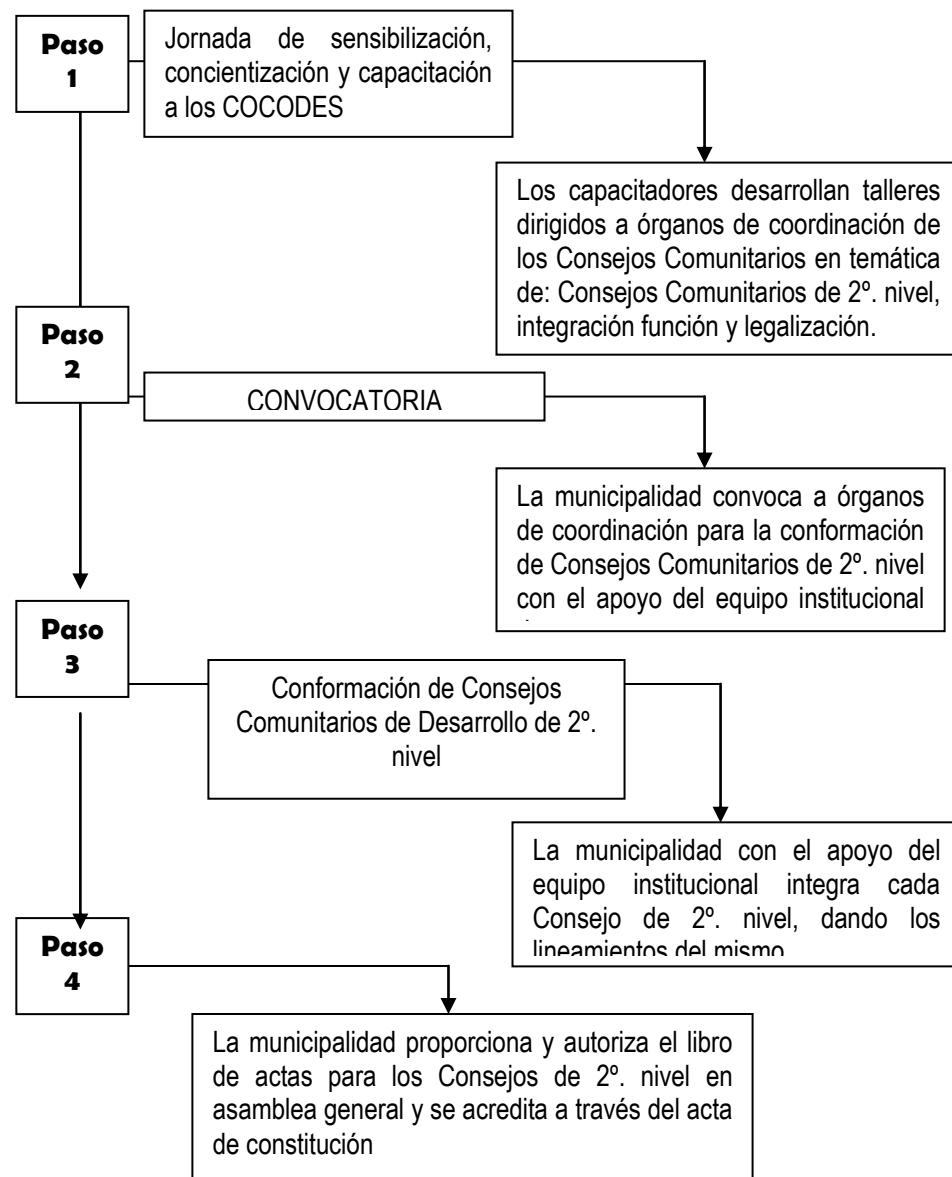 Paso
1
Jornada de sensibilización,
concientización y capacitación
a los COCODES
Los capacitadores desarrollan talleres
dirigidos a órganos de coordinación de
los Consejos Comunitarios en temática
de: Consejos Comunitarios de 2º. nivel,
integración función y legalización.
Paso
2
CONVOCATORIA
La municipalidad convoca a órganos
de coordinación para la conformación
de Consejos Comunitarios de 2º. nivel
con el apoyo del equipo institucional
Paso
3
Conformación de Consejos
Comunitarios de Desarrollo de 2º.
nivel
La municipalidad con el apoyo del
equipo institucional integra cada
Consejo de 2º. nivel, dando los
lineamientos del mismo
Paso
4
La municipalidad proporciona y autoriza el libro
de actas para los Consejos de 2º. nivel en
asamblea general y se acredita a través del acta
de constitución